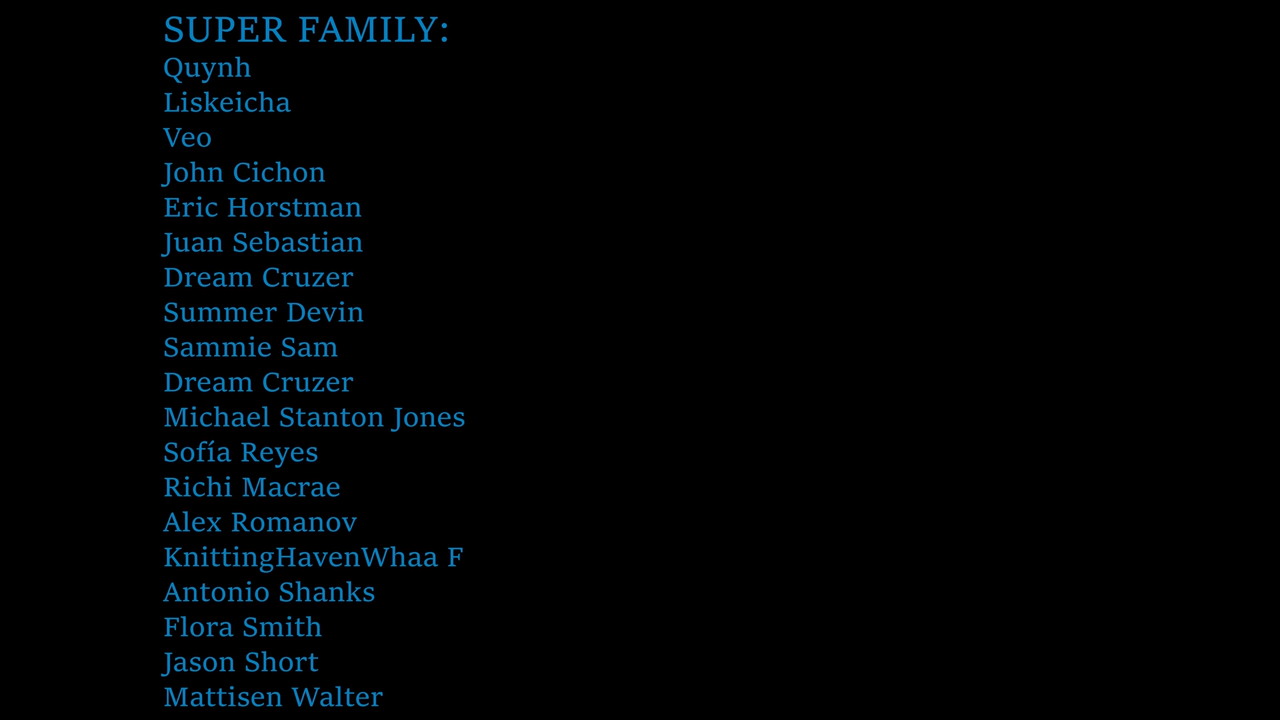 SUPER FAMILY:
Quynh
Liskeicha
Veo
John Cichon
Eric Horstman
Juan Sebastian
Dream Cruzer
Summer Devin
Sammie Sam
Dream Cruzer
Michael Stanton Jones
Sofía Reyes
Richi Macrae
Alex Romanov
KnittingHavenWhaa F
Antonio Shanks
Flora Smith
Jason Short
Mattisen Walter